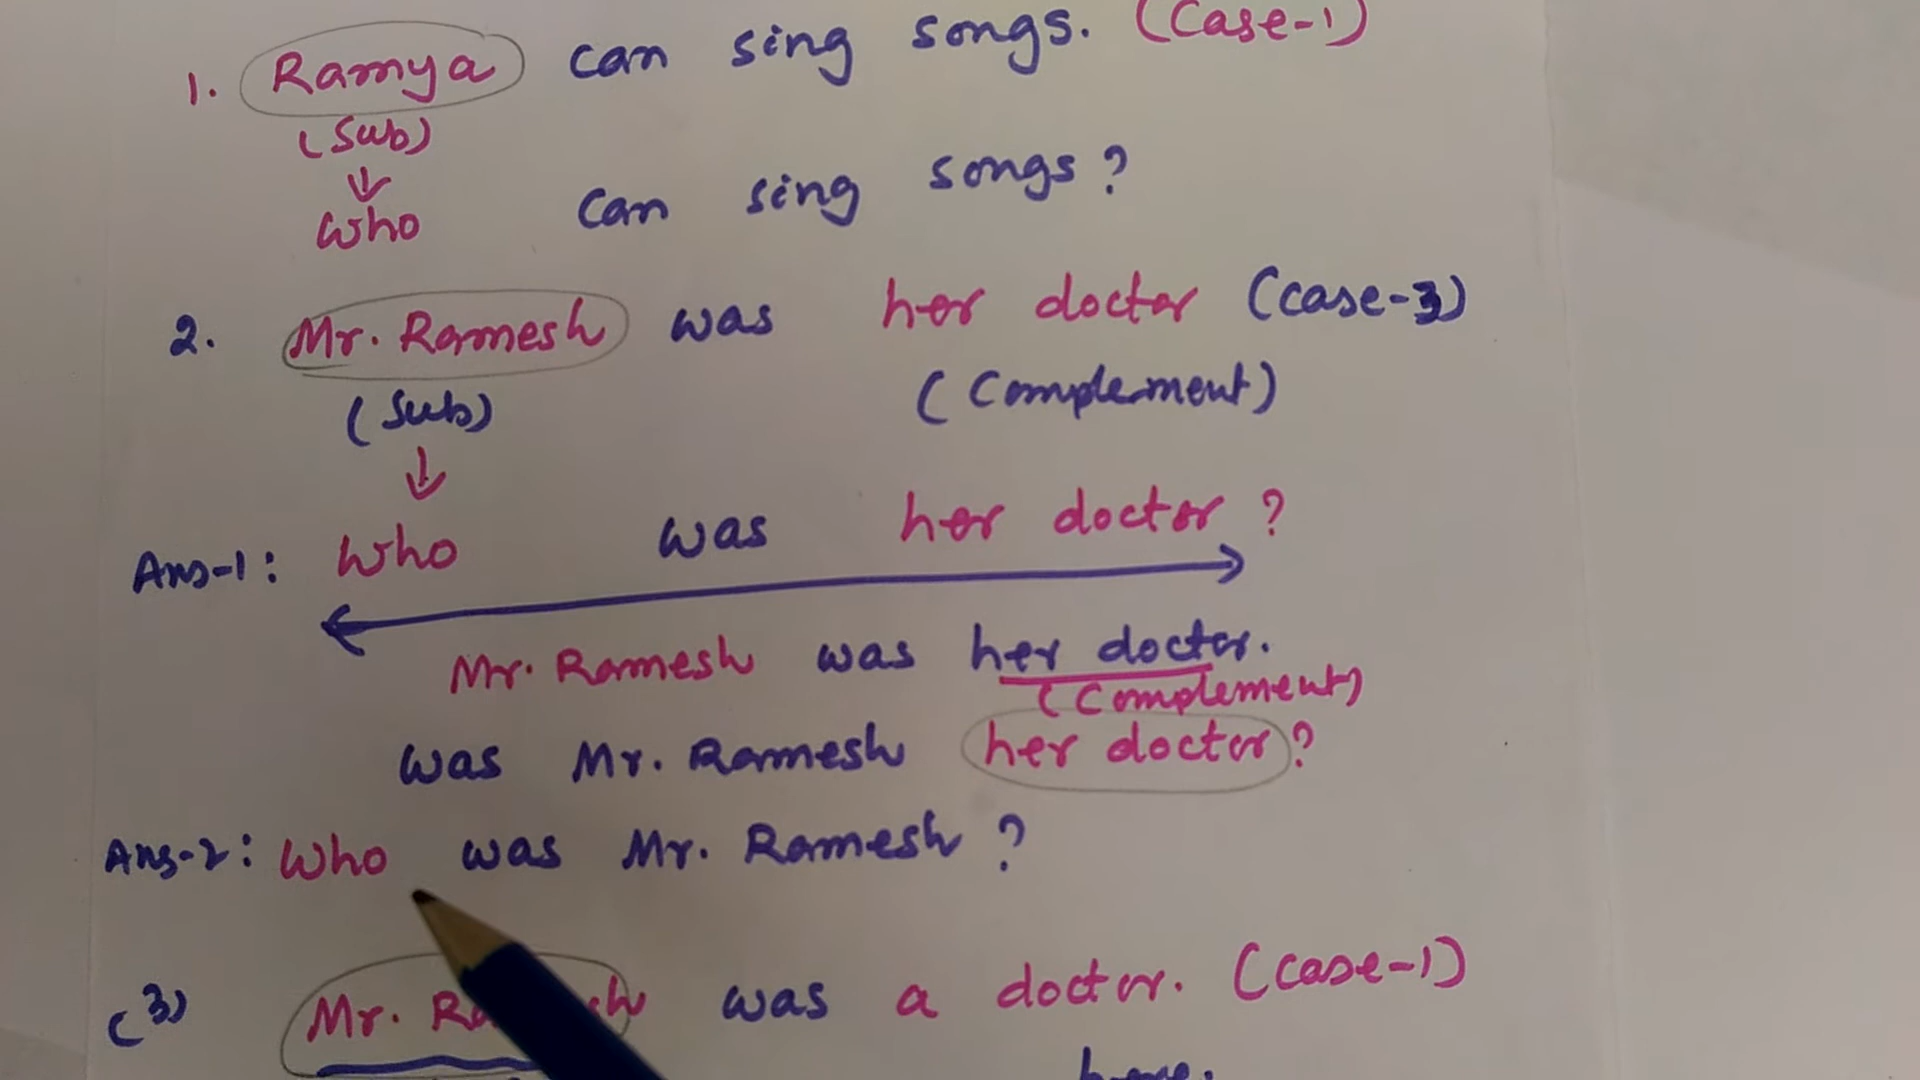 1. Ramya can sing songs. (Case-1)
(Sub)
Who can sing songs?
2. Mr. Ramesh was her doctor (case-3)
(Sub) (Complement)
Ans-1: Who was her doctor?
Mr. Ramesh was her doctor.
(Complement)
was Mr. Ramesh her doctor?
Ans-2: Who was Mr. Ramesh?
(3) Mr. was a doctor. (case-1)